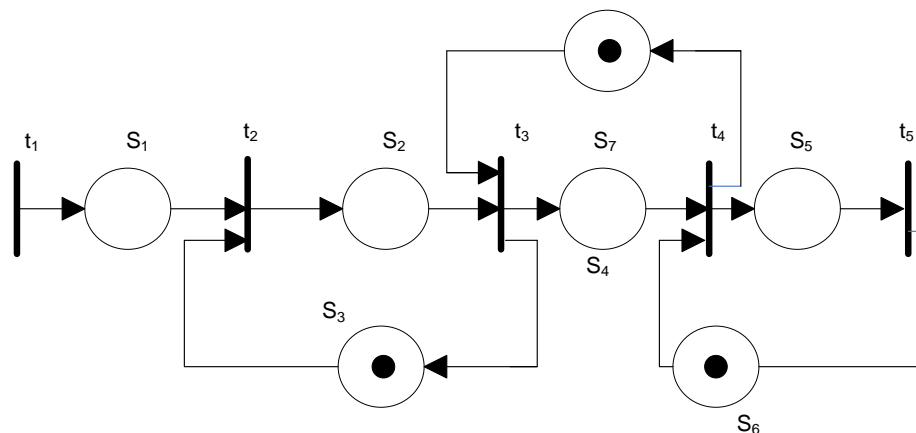 t₁
S₁
t₂
S₂
t₃
S₇
t₄
S₅
t₅
S₄
S₃
S₆